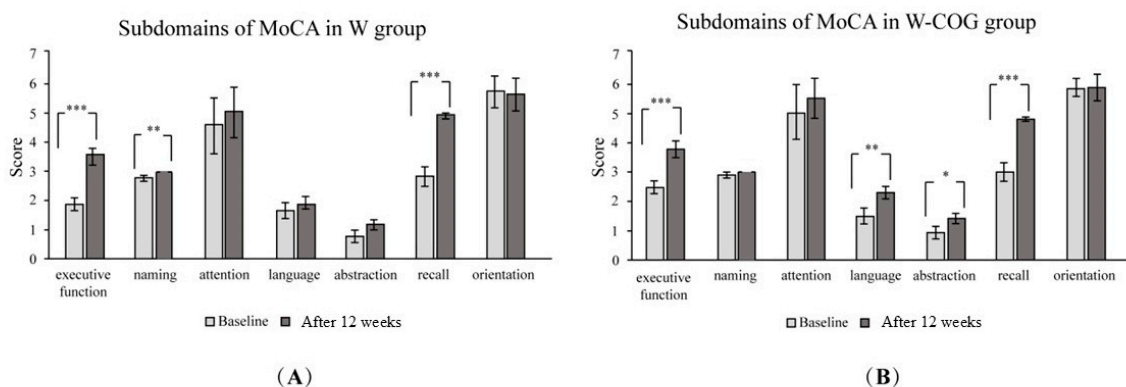 Subdomains of MoCA in W group
Score
7
6
5
4
3
2
1
0
***
**
***
executive
function
naming
attention
language
abstraction
recall
orientation
Baseline
After 12 weeks
(A)
Subdomains of MoCA in W-COG group
Score
7
6
5
4
3
2
1
0
***
**
*
***
executive
function
naming
attention
language
abstraction
recall
orientation
Baseline
After 12 weeks
(B)